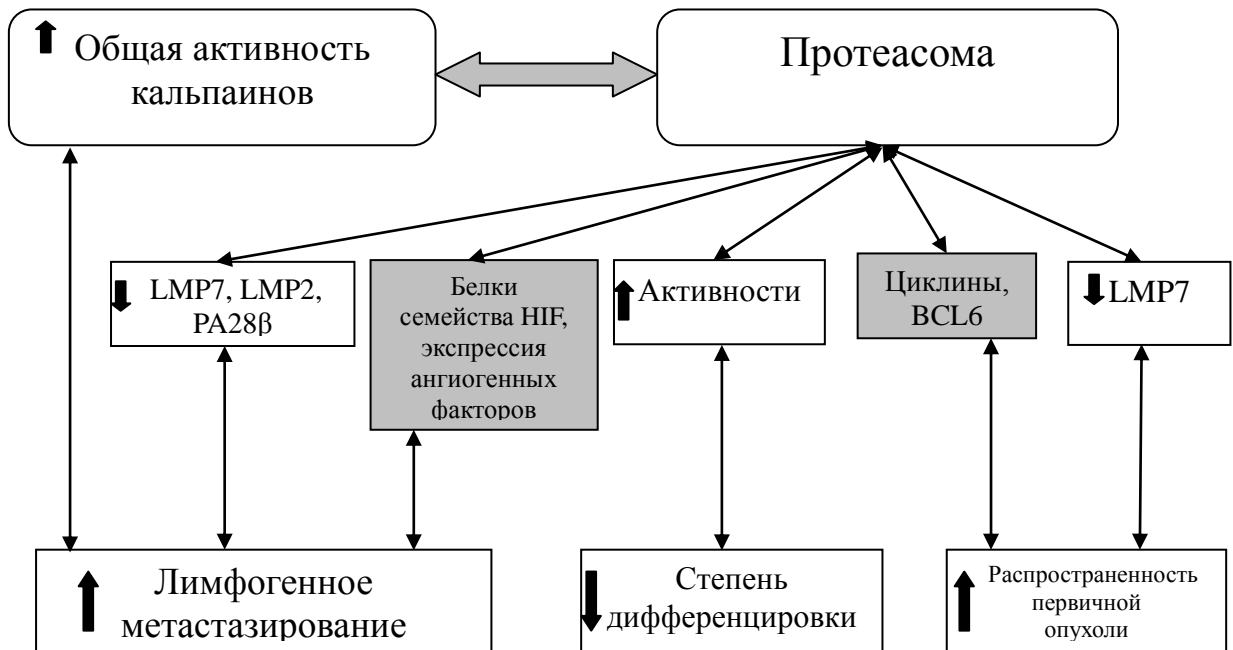 Общая активность
кальпаинов
Протеасома
LMP7, LMP2,
PA28β
Белки
семейства HIF,
экспрессия
ангиогенных
факторов
Активности
Циклины,
BCL6
LMP7
Лимфогенное
метастазирование
Степень
дифференцировки
Распространенность
первичной
опухоли